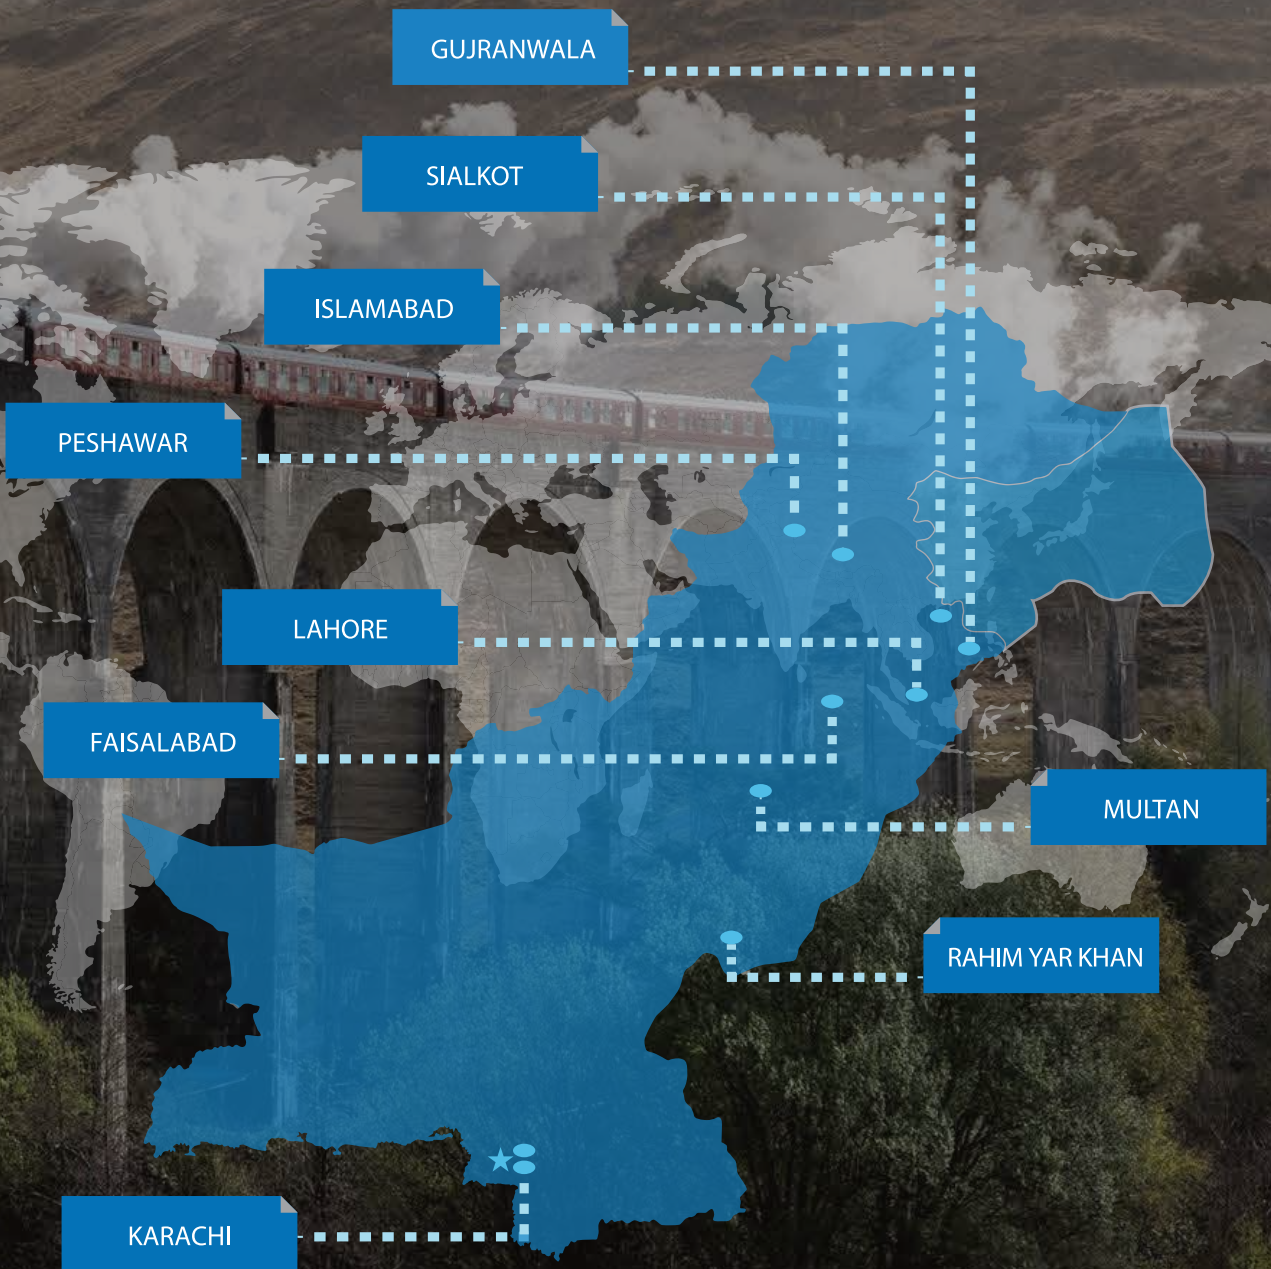 GUJRANWALA
SIALKOT
ISLAMABAD
PESHAWAR
LAHORE
FAISALABAD
MULTAN
RAHIM YAR KHAN
KARACHI